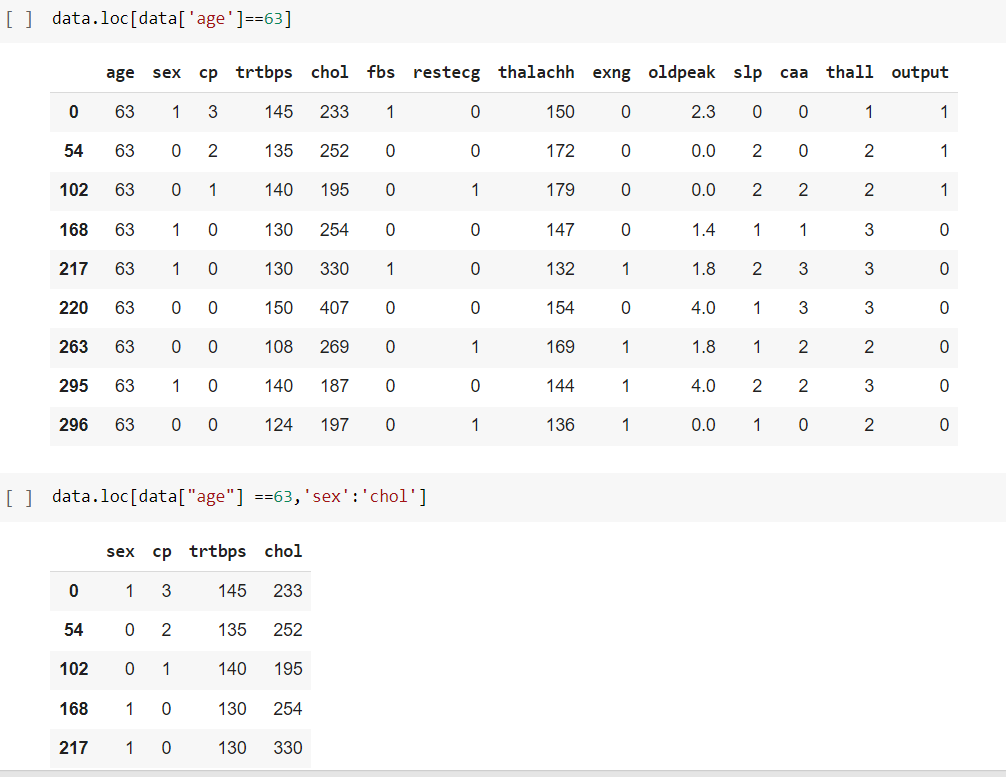 [ ] data.loc[data['age']==63]
age sex cp trtbps chol fbs restecg thalachh exng oldpeak slp caa thall output
0 63 1 3 145 233 1 0 150 0 2.3 0 0 1 1
54 63 0 2 135 252 0 0 172 0 0.0 2 0 2 1
102 63 0 1 140 195 0 1 179 0 0.0 2 2 2 1
168 63 1 0 130 254 0 0 147 0 1.4 1 1 3 0
217 63 1 0 130 330 1 0 132 1 1.8 2 3 3 0
220 63 0 0 150 407 0 0 154 0 4.0 1 3 3 0
263 63 0 0 108 269 0 1 169 1 1.8 1 2 2 0
295 63 1 0 140 187 0 0 144 1 4.0 2 2 3 0
296 63 0 0 124 197 0 1 136 1 0.0 1 0 2 0
[ ] data.loc[data["age"] ==63,'sex':'chol']
sex cp trtbps chol
0 1 3 145 233
54 0 2 135 252
102 0 1 140 195
168 1 0 130 254
217 1 0 130 330